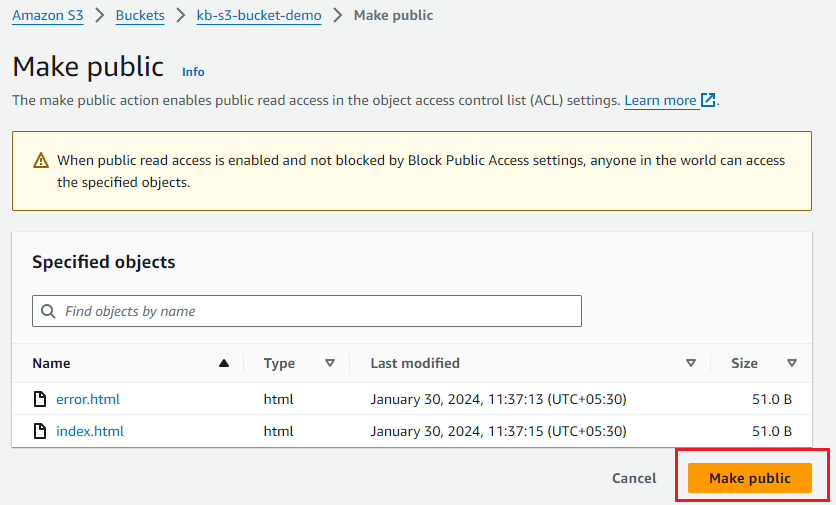 Amazon S3 > Buckets > kb-s3-bucket-demo > Make public
Make public Info
The make public action enables public read access in the object access control list (ACL) settings. Learn more.
When public read access is enabled and not blocked by Block Public Access settings, anyone in the world can access
the specified objects.
Specified objects
Find objects by name
Name Type Last modified Size
error.html html January 30, 2024, 11:37:13 (UTC+05:30) 51.0 B
index.html html January 30, 2024, 11:37:15 (UTC+05:30) 51.0 B
Cancel Make public